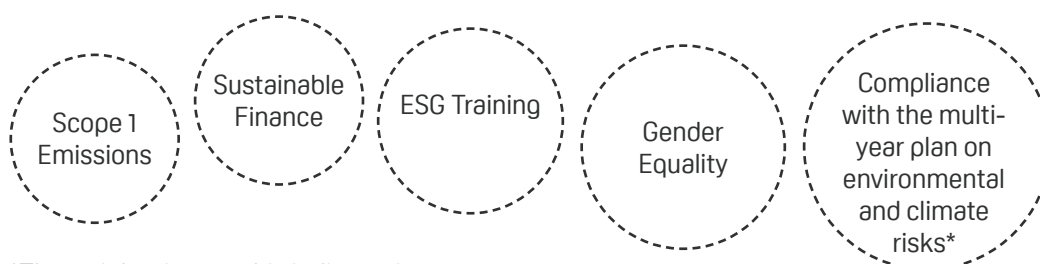 Scope 1
Emissions
Sustainable
Finance
ESG Training
Gender
Equality
Compliance
with the multi-
year plan on
environmental
and climate
risks*